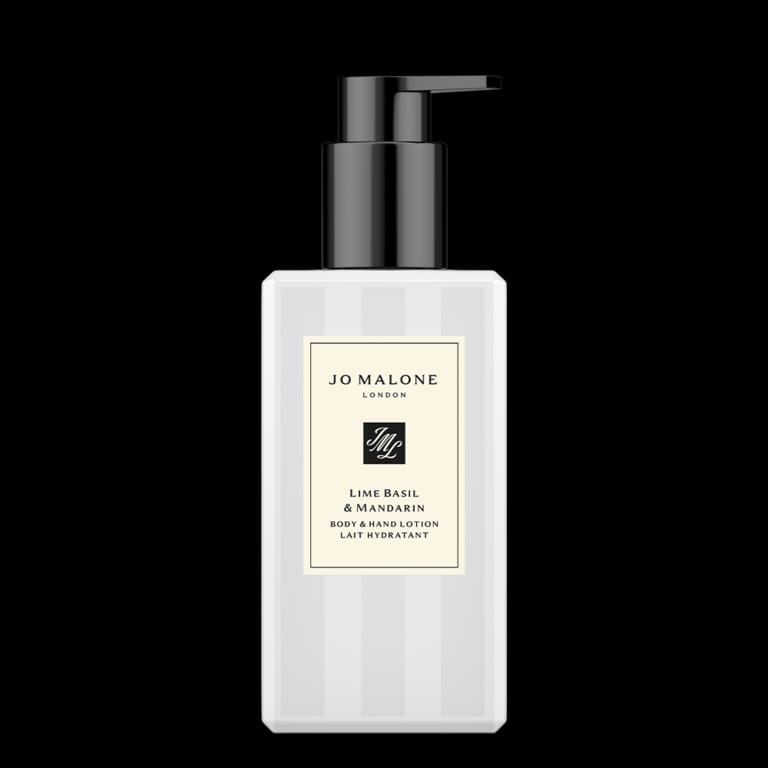 JO MALONE
LONDON
JML
LIME BASIL
& MANDARIN
BODY & HAND LOTION
LAIT HYDRATANT